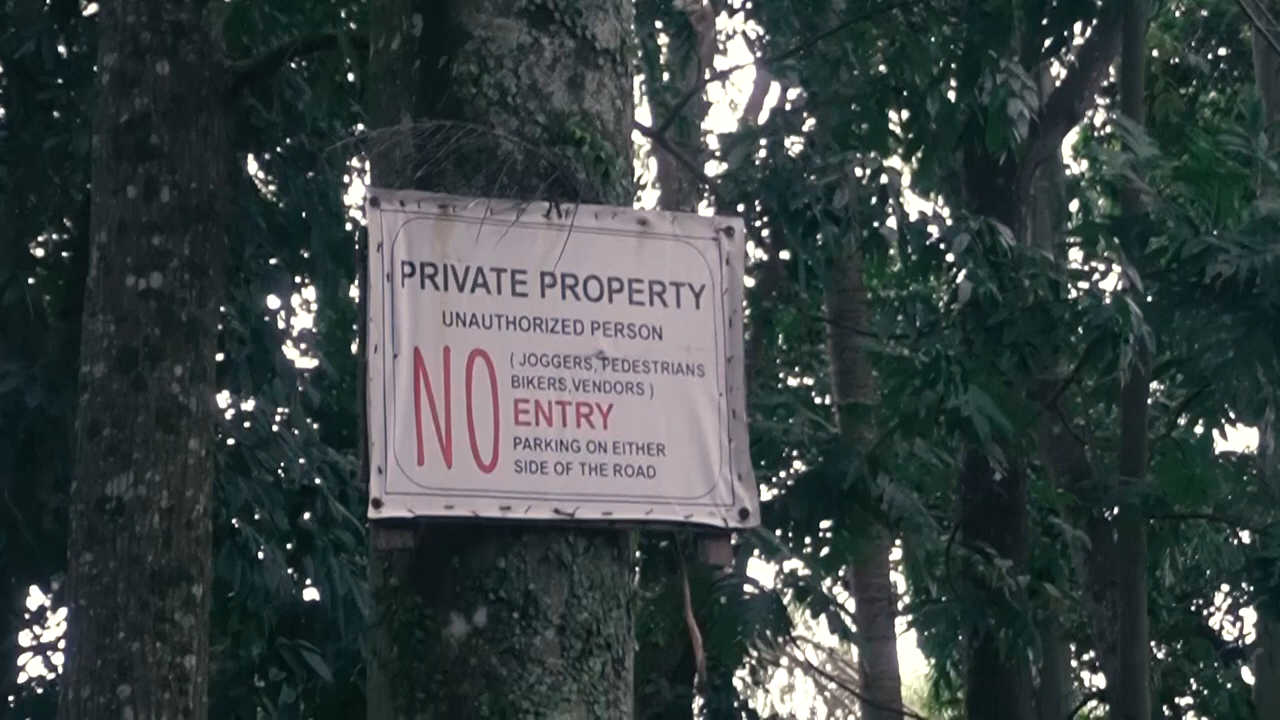 PRIVATE PROPERTY
UNAUTHORIZED PERSON
NO
( JOGGERS, PEDESTRIANS
BIKERS,VENDORS )
ENTRY
PARKING ON EITHER
SIDE OF THE ROAD